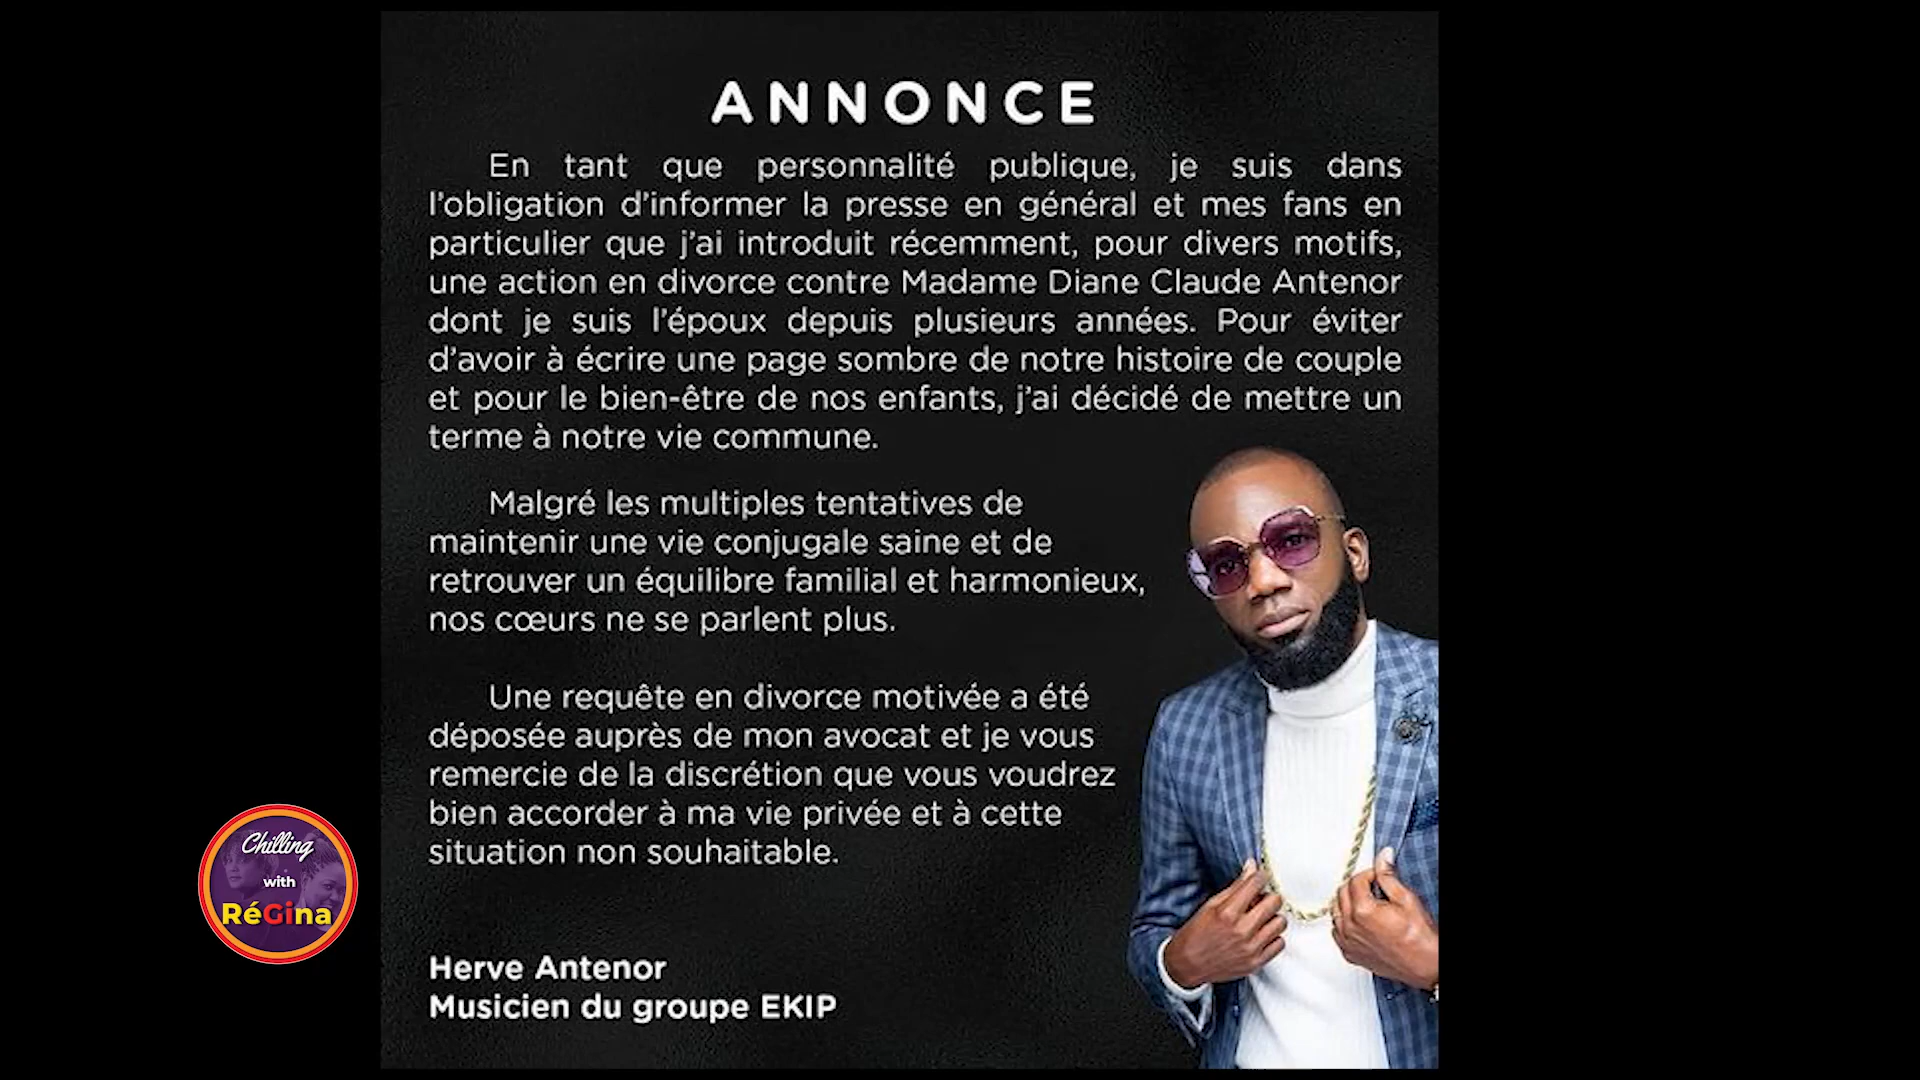 ANNONCE
En tant que personnalité publique, je suis dans
l'obligation d'informer la presse en général et mes fans en
particulier que j'ai introduit récemment, pour divers motifs,
une action en divorce contre Madame Diane Claude Antenor
dont je suis l'époux depuis plusieurs années. Pour éviter
d'avoir à écrire une page sombre de notre histoire de couple
et pour le bien-être de nos enfants, j'ai décidé de mettre un
terme à notre vie commune.
Malgré les multiples tentatives de
maintenir une vie conjugale saine et de
retrouver un équilibre familial et harmonieux,
nos cœurs ne se parlent plus.
Une requête en divorce motivée a été
déposée auprès de mon avocat et je vous
remercie de la discrétion que vous voudrez
bien accorder à ma vie privée et à cette
situation non souhaitable.
Herve Antenor
Musicien du groupe EKIP
Chilling
with
RéGina